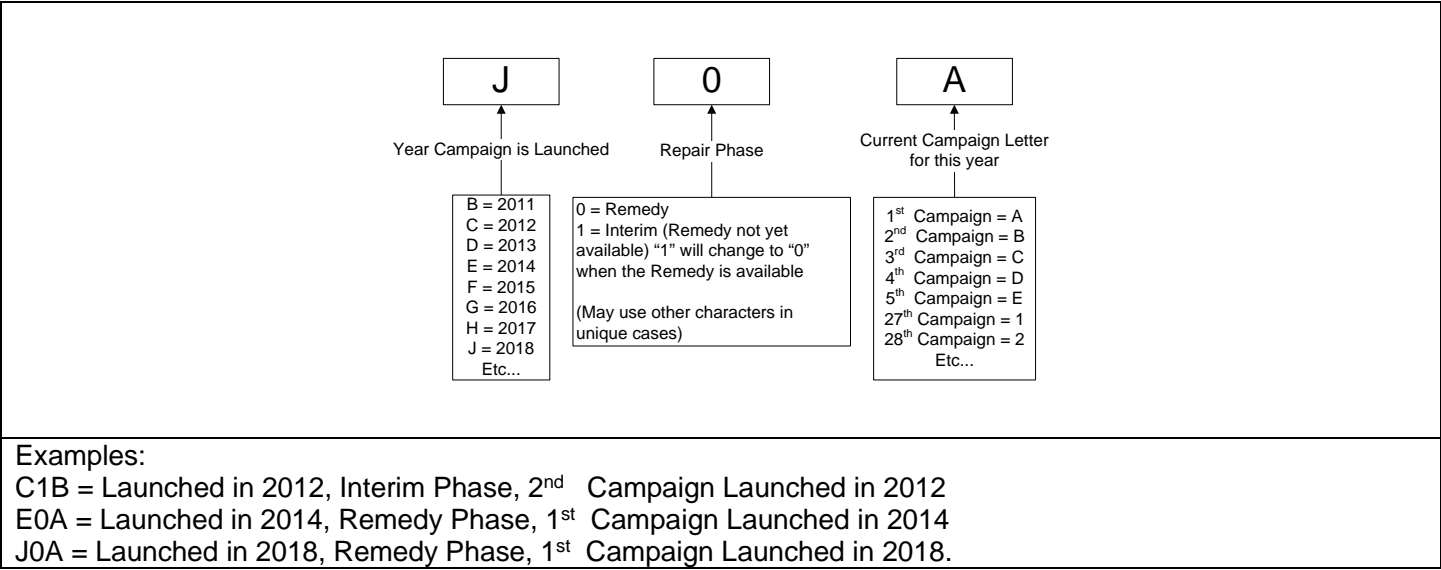 J
0
A
Year Campaign is Launched
Repair Phase
Current Campaign Letter
for this year
B = 2011
C = 2012
D = 2013
E = 2014
F = 2015
G = 2016
H = 2017
J = 2018
Etc...
0 = Remedy
1 = Interim (Remedy not yet
available) “1” will change to “0”
when the Remedy is available
(May use other characters in
unique cases)
1st Campaign = A
2nd Campaign = B
3rd Campaign = C
4th Campaign = D
5th Campaign = E
27th Campaign = 1
28th Campaign = 2
Etc...
Examples:
C1B = Launched in 2012, Interim Phase, 2nd Campaign Launched in 2012
E0A = Launched in 2014, Remedy Phase, 1st Campaign Launched in 2014
J0A = Launched in 2018, Remedy Phase, 1st Campaign Launched in 2018.